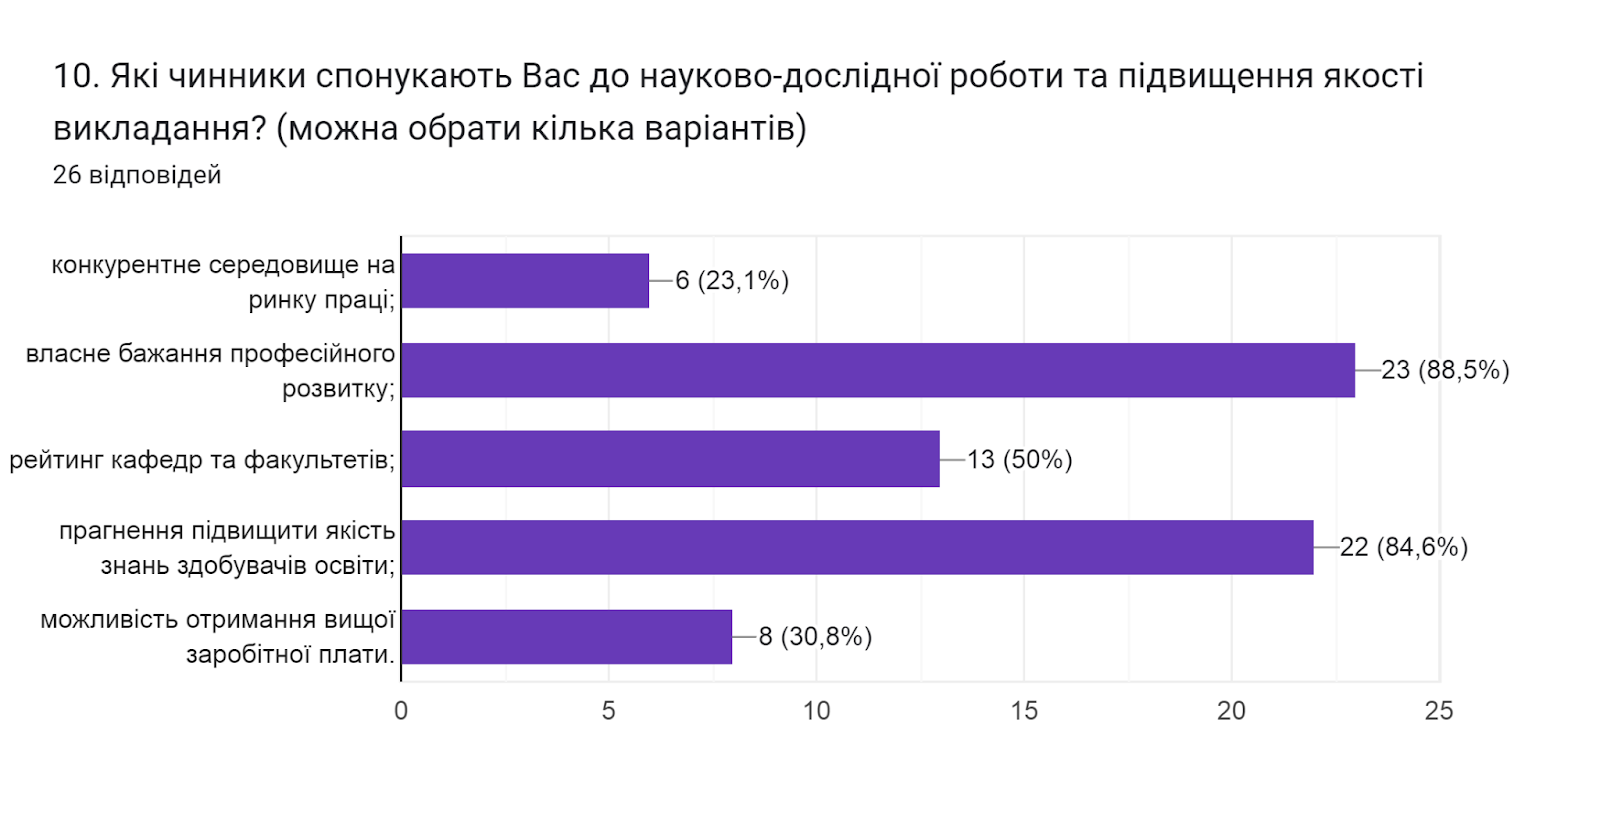 10. Які чинники спонукають Вас до науково-дослідної роботи та підвищення якості
викладання? (можна обрати кілька варіантів)
26 відповідей
конкурентне середовище на
ринку праці;
6 (23,1%)
власне бажання професійного
розвитку;
23 (88,5%)
рейтинг кафедр та факультетів;
13 (50%)
прагнення підвищити якість
знань здобувачів освіти;
22 (84,6%)
можливість отримання вищої
заробітної плати.
8 (30,8%)
0 5 10 15 20 25